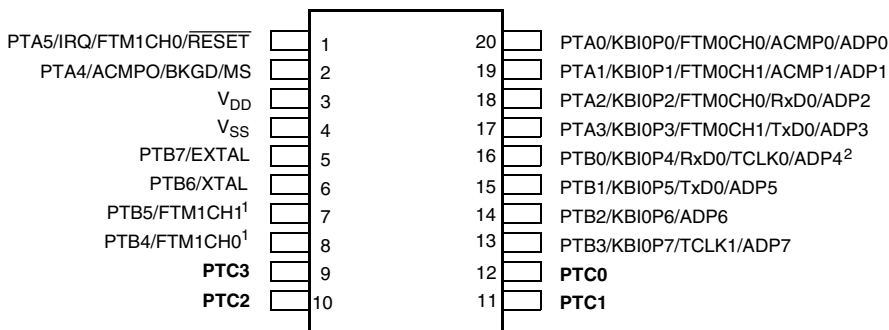 PTA5/IRQ/FTM1CH0/RESET 1 20 PTA0/KBI0P0/FTM0CH0/ACMP0/ADP0
PTA4/ACMPO/BKGD/MS 2 19 PTA1/KBI0P1/FTM0CH1/ACMP1/ADP1
VDD 3 18 PTA2/KBI0P2/FTM0CH0/RxD0/ADP2
VSS 4 17 PTA3/KBI0P3/FTM0CH1/TxD0/ADP3
PTB7/EXTAL 5 16 PTB0/KBI0P4/RxD0/TCLK0/ADP4²
PTB6/XTAL 6 15 PTB1/KBI0P5/TxD0/ADP5
PTB5/FTM1CH1¹ 7 14 PTB2/KBI0P6/ADP6
PTB4/FTM1CH0¹ 8 13 PTB3/KBI0P7/TCLK1/ADP7
PTC3 9 12 PTC0
PTC2 10 11 PTC1